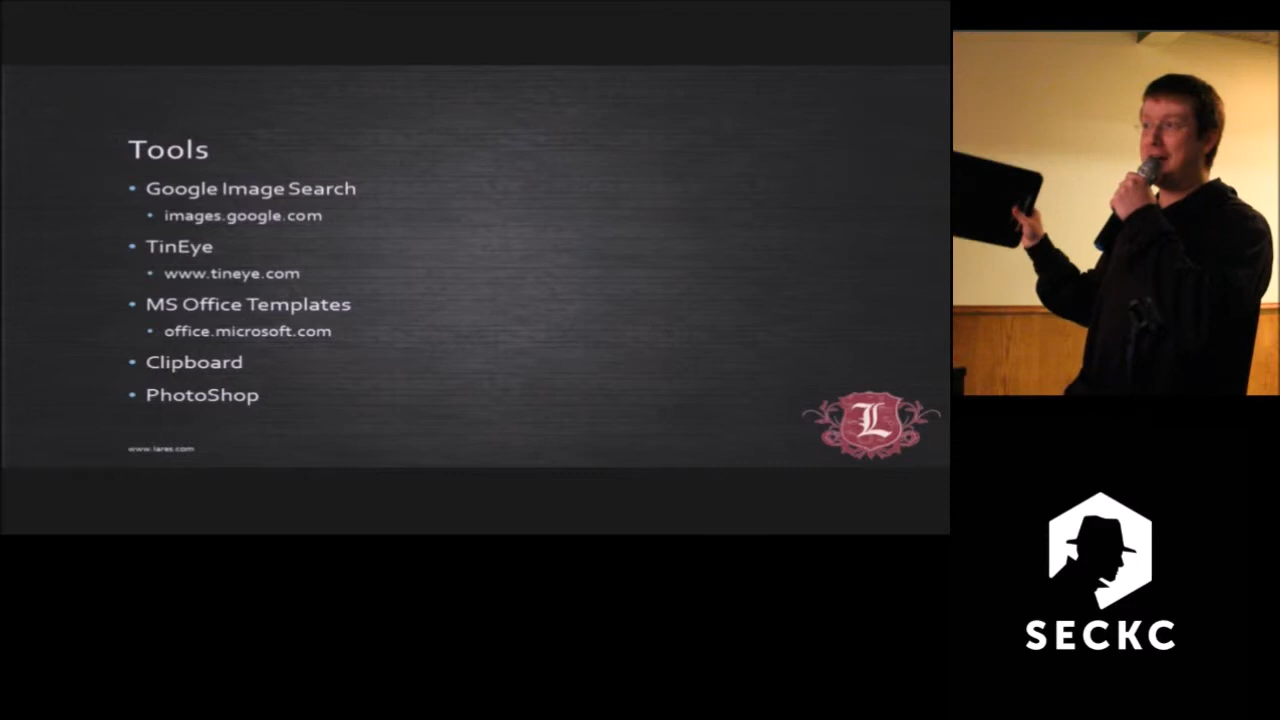 Tools
• Google Image Search
• images.google.com
• TinEye
• www.tineye.com
• MS Office Templates
• office.microsoft.com
• Clipboard
• PhotoShop
www.lares.com
L
SECKC